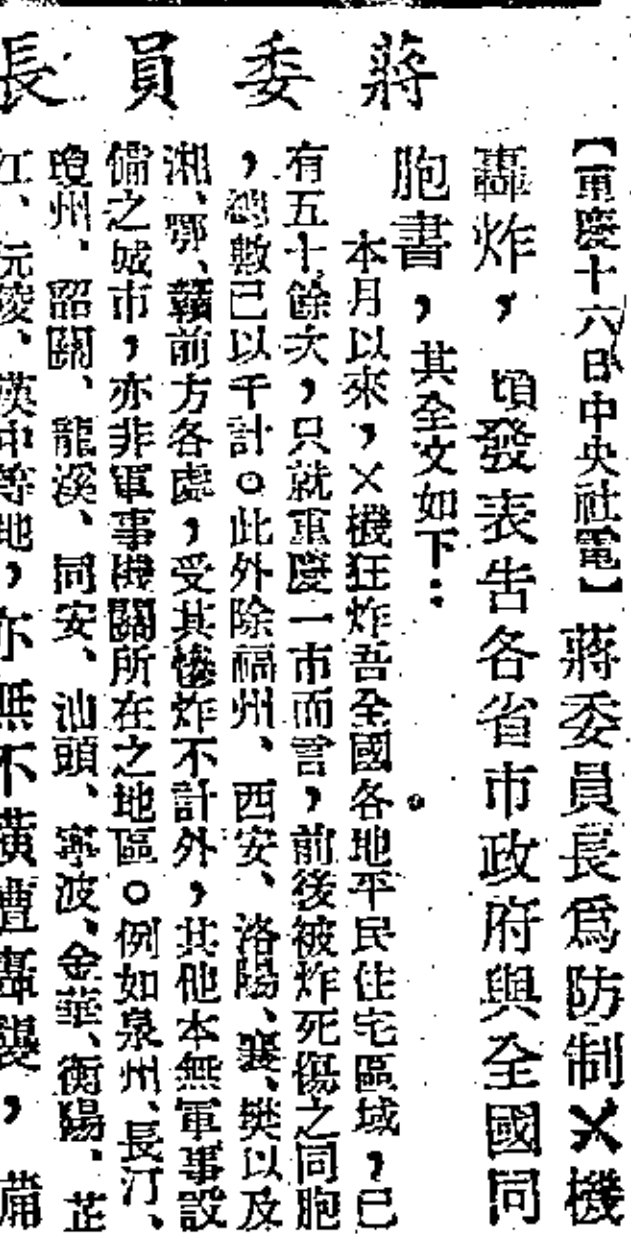 蔣委員長
【重慶十六日中央社電】蔣委員長爲防制×機
轟炸，頃發表告各省市政府與全國同
胞書，其全文如下：
本月以來，×機狂炸吾全國各地平民住宅區域，已
有五十餘次，只就重慶一市而言，前後被炸死傷之同胞
，總數已以千計。此外除福州、西安、洛陽、襄、樊以及
湘、鄂、贛前方各處，受其慘炸不計外，其他本無軍事設
備之城市，亦非軍事機關所在之地區。例如泉州、長汀、
瓊州、韶關、龍溪、同安、汕頭、寧波、金華、衡陽、芷
江、沅陵、漢中等地，亦無不橫遭轟襲，